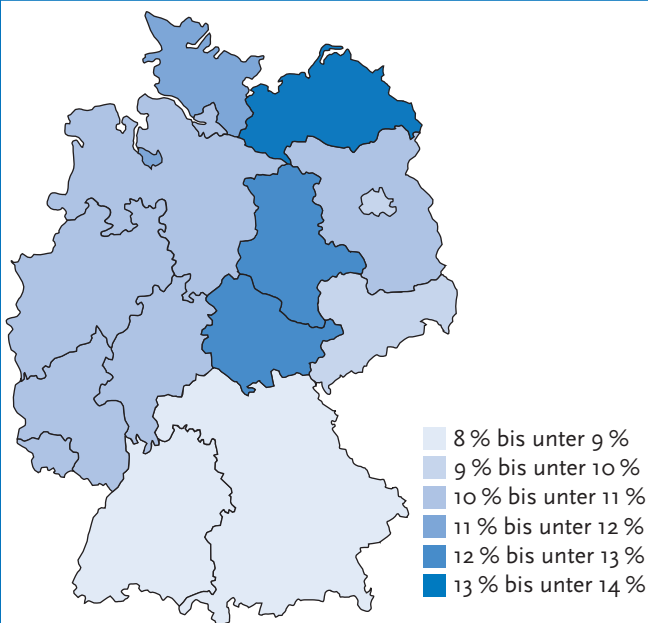 8 % bis unter 9 %
9 % bis unter 10 %
10 % bis unter 11 %
11 % bis unter 12 %
12 % bis unter 13 %
13 % bis unter 14 %